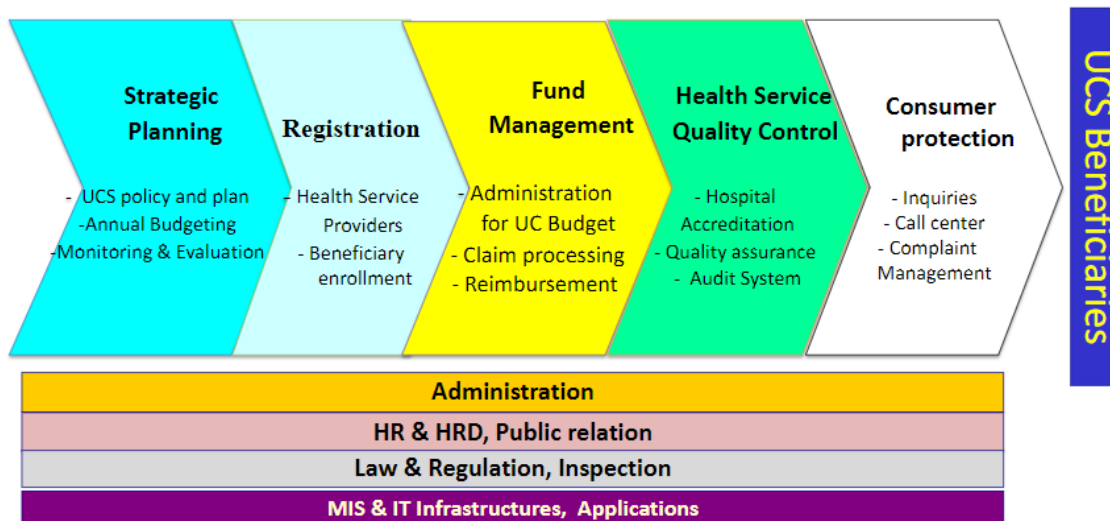 Strategic
Planning
- UCS policy and plan
-Annual Budgeting
-Monitoring & Evaluation
Registration
- Health Service
Providers
- Beneficiary
enrollment
Fund
Management
- Administration
for UC Budget
- Claim processing
- Reimbursement
Health Service
Quality Control
- Hospital
Accreditation
- Quality assurance
- Audit System
Consumer
protection
- Inquiries
- Call center
- Complaint
Management
UCS Beneficiaries
Administration
HR & HRD, Public relation
Law & Regulation, Inspection
MIS & IT Infrastructures, Applications